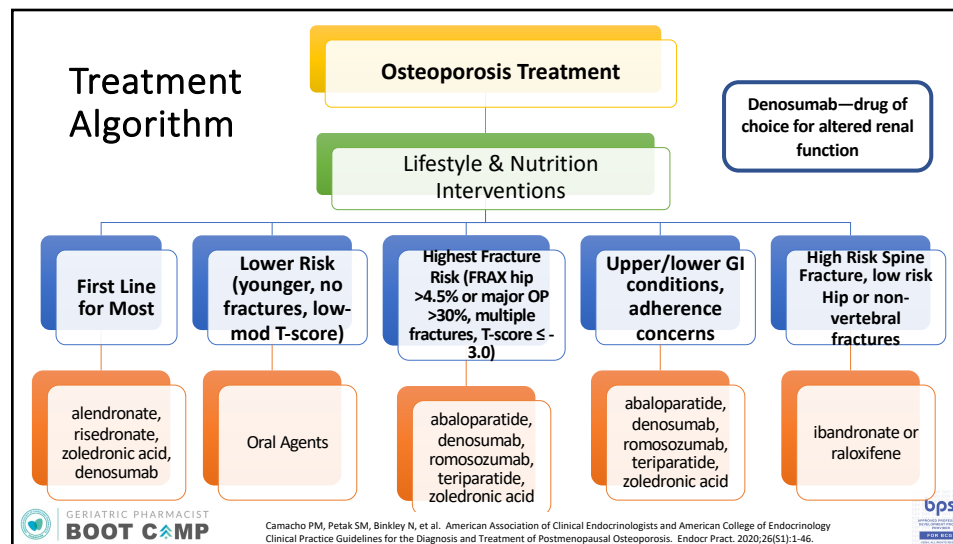 Treatment
Algorithm
Osteoporosis Treatment
Denosumab—drug of
choice for altered renal
function
Lifestyle & Nutrition
Interventions
First Line
for Most
Lower Risk
(younger, no
fractures, low-
mod T-score)
Highest Fracture
Risk (FRAX hip
>4.5% or major OP
>30%, multiple
fractures, T-score ≤ -
3.0)
Upper/lower GI
conditions,
adherence
concerns
High Risk Spine
Fracture, low risk
Hip or non-
vertebral
fractures
alendronate,
risedronate,
zoledronic acid,
denosumab
Oral Agents
abaloparatide,
denosumab,
romosozumab,
teriparatide,
zoledronic acid
abaloparatide,
denosumab,
romosozumab,
teriparatide,
zoledronic acid
ibandronate or
raloxifene
GERIATRIC PHARMACIST
BOOT CAMP
Camacho PM, Petak SM, Binkley N, et al. American Association of Clinical Endocrinologists and American College of Endocrinology
Clinical Practice Guidelines for the Diagnosis and Treatment of Postmenopausal Osteoporosis. Endocr Pract. 2020;26(S1):1-46.
bps
FOR BCG